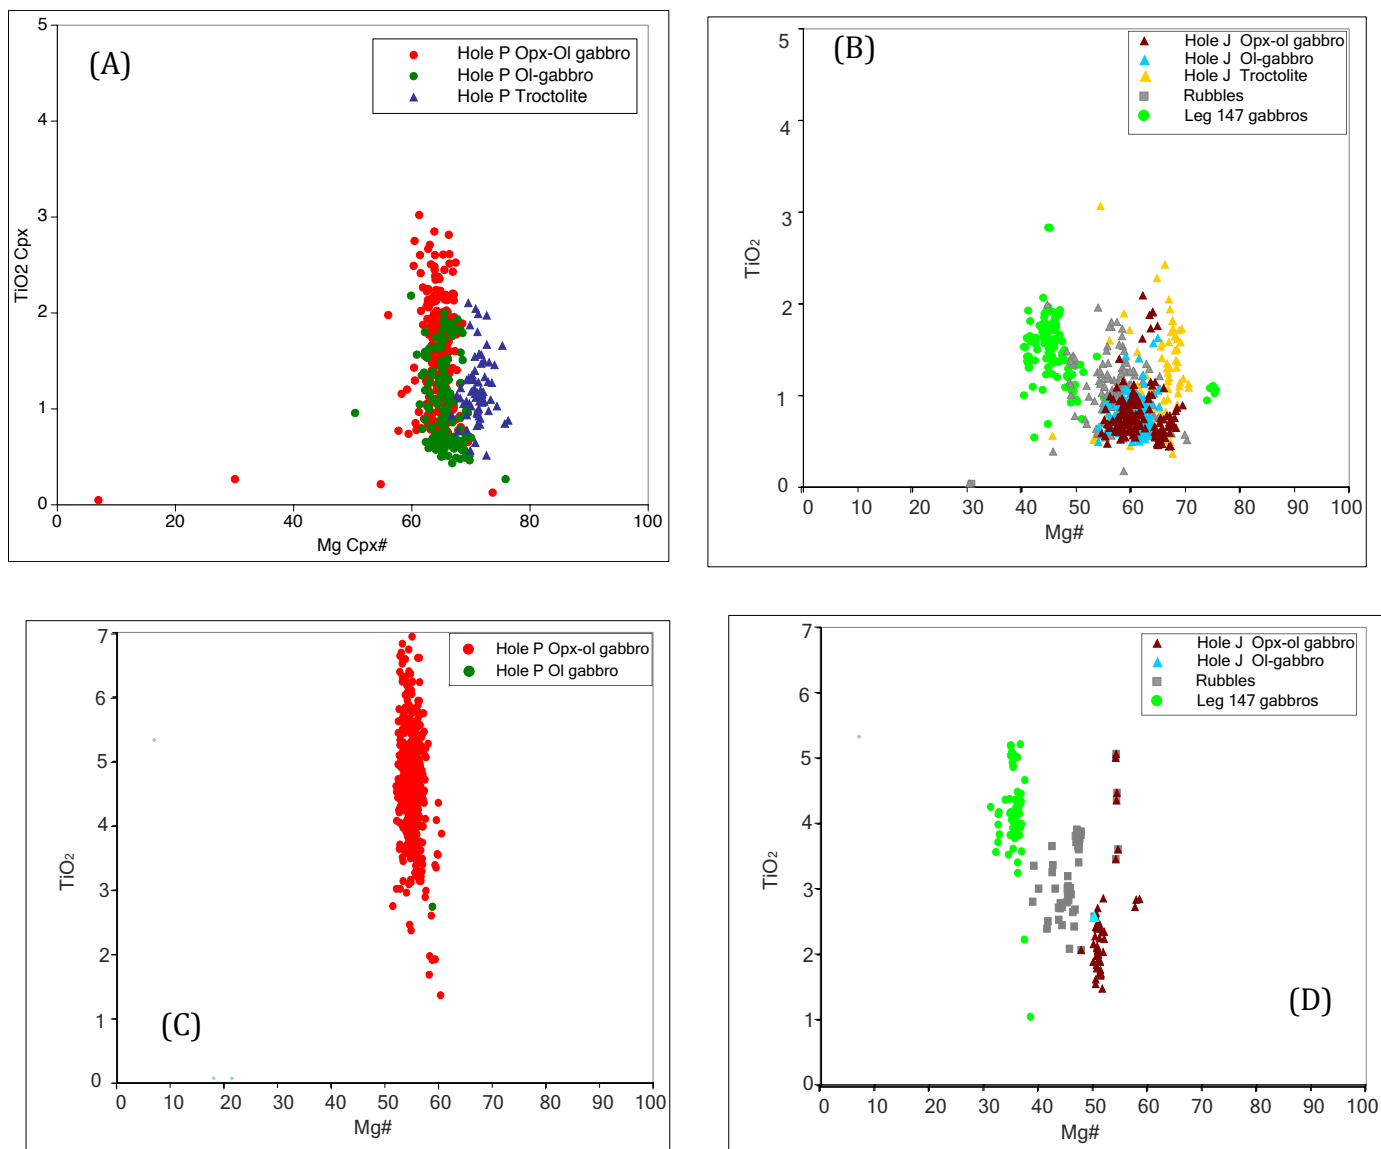 (A)
Hole P Opx-Ol gabbro
Hole P Ol-gabbro
Hole P Troctolite
5
4
3
2
1
0
TiO2 Cpx
0 20 40 60 80 100
Mg Cpx#
(B)
Hole J Opx-ol gabbro
Hole J Ol-gabbro
Hole J Troctolite
Rubbles
Leg 147 gabbros
5
4
3
2
1
0
TiO2
0 10 20 30 40 50 60 70 80 90 100
Mg#
(C)
Hole P Opx-ol gabbro
Hole P Ol gabbro
7
6
5
4
3
2
1
0
TiO2
0 10 20 30 40 50 60 70 80 90 100
Mg#
(D)
Hole J Opx-ol gabbro
Hole J Ol-gabbro
Rubbles
Leg 147 gabbros
7
6
5
4
3
2
1
0
TiO2
0 10 20 30 40 50 60 70 80 90 100
Mg#